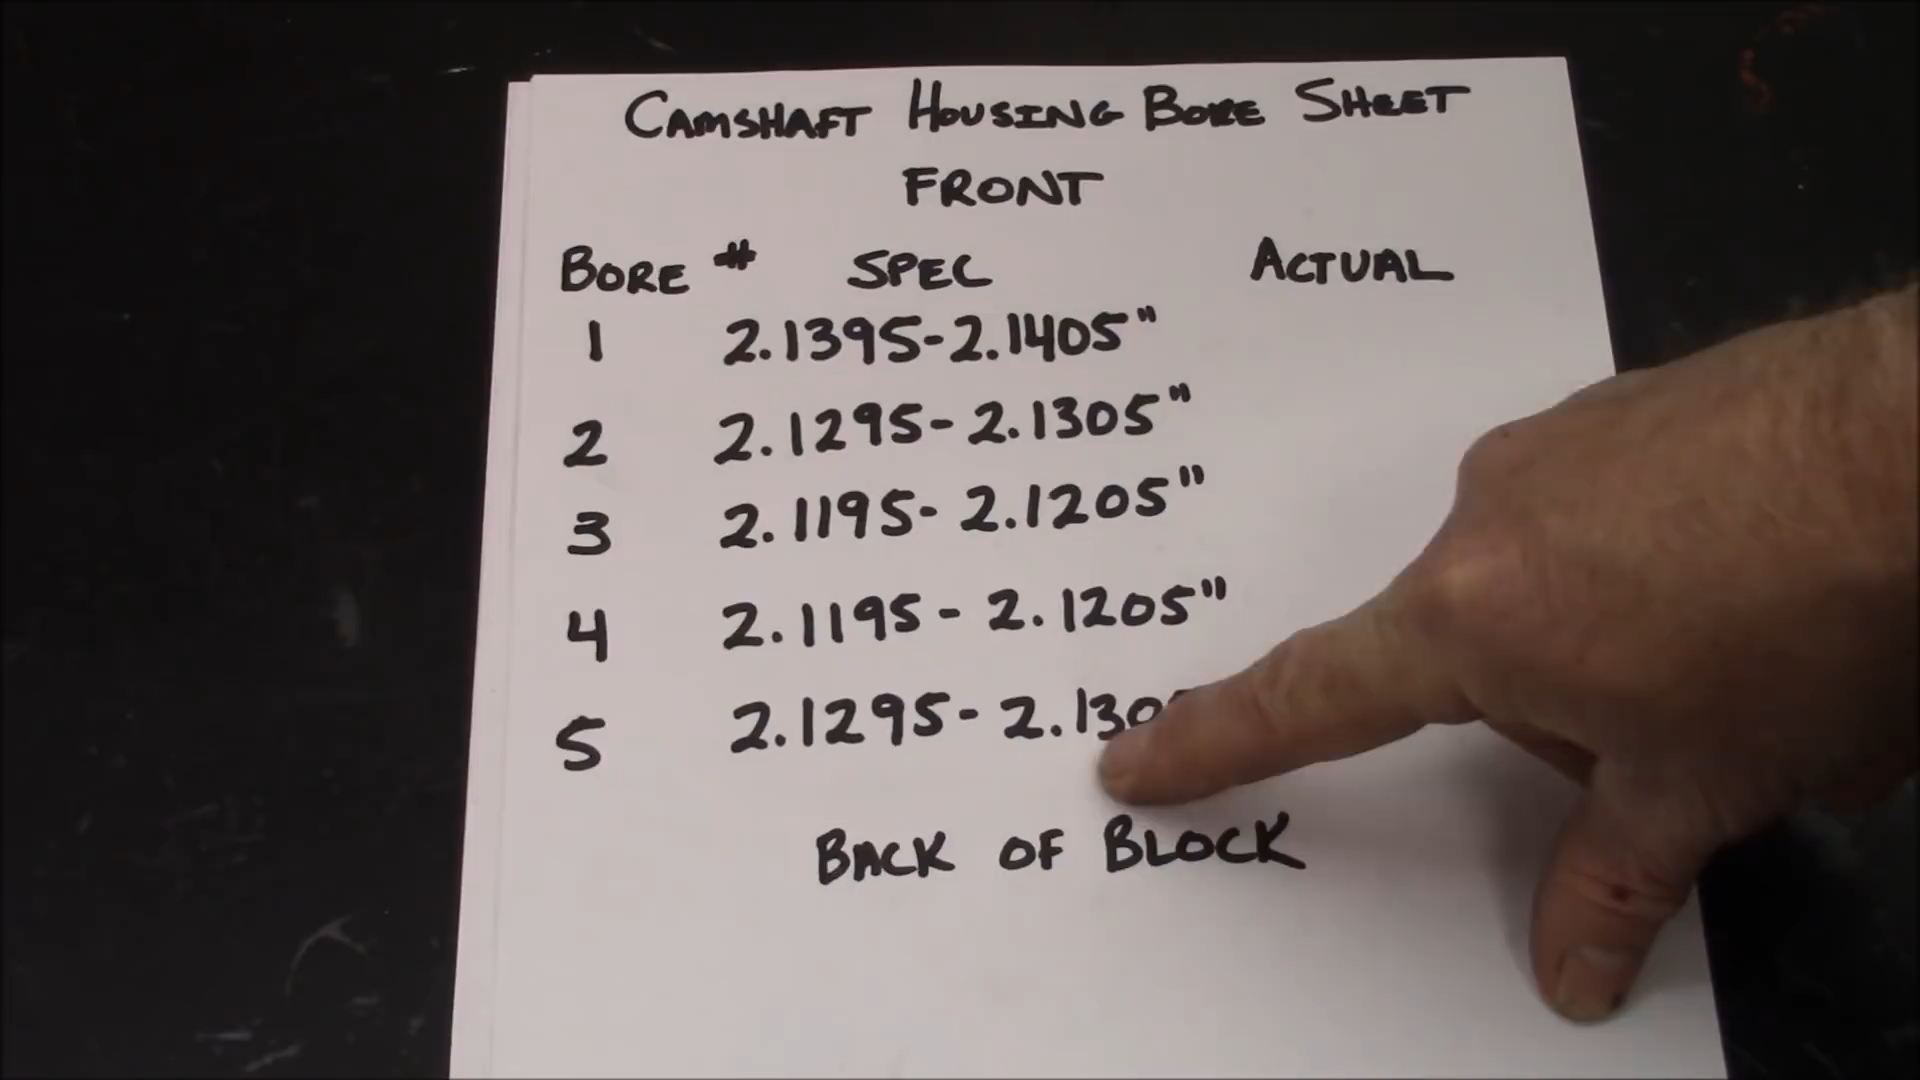 CAMSHAFT HOUSING BORE SHEET
FRONT
BORE # SPEC ACTUAL
1 2.1395-2.1405"
2 2.1295-2.1305"
3 2.1195-2.1205"
4 2.1195-2.1205"
5 2.1295-2.130
BACK OF BLOCK